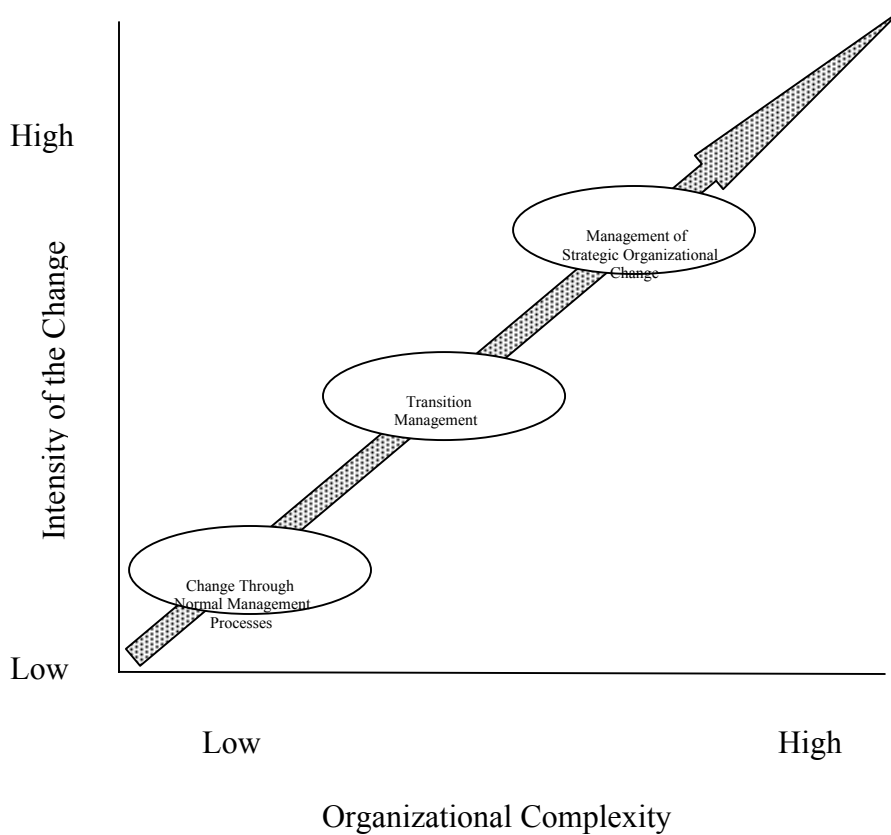 High
Management of
Strategic Organizational
Change
Intensity of the Change
Transition
Management
Change Through
Normal Management
Processes
Low
Low
High
Organizational Complexity